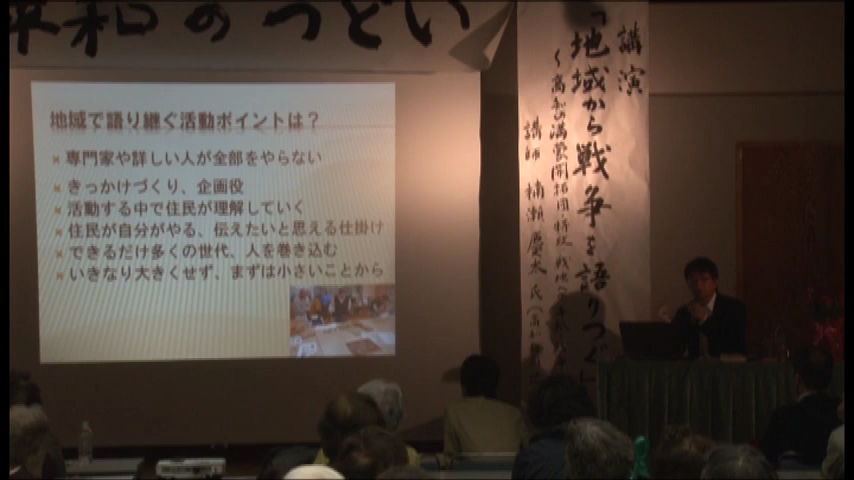 平和のつどい
地域で語り継ぐ活動ポイントは？
専門家や詳しい人が全部をやらない
きっかけづくり、企画役
活動する中で住民が理解していく
住民が自分がやる、伝えたいと思える仕掛け
できるだけ多くの世代、人を巻き込む
いきなり大きくせず、まずは小さいことから
講演
「地域から戦争を語りつぐ」
講師 楠瀬慶太氏